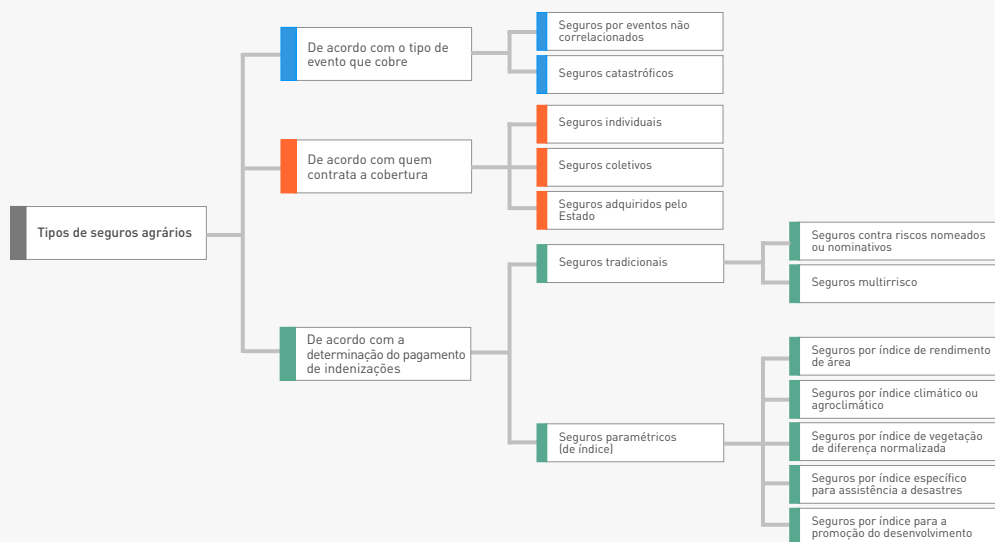 Tipos de seguros agrários
De acordo com o tipo de
evento que cobre
Seguros por eventos não
correlacionados
Seguros catastróficos
De acordo com quem
contrata a cobertura
Seguros individuais
Seguros coletivos
Seguros adquiridos pelo
Estado
De acordo com a
determinação do pagamento
de indenizações
Seguros tradicionais
Seguros contra riscos nomeados
ou nominativos
Seguros multirrisco
Seguros paramétricos
(de índice)
Seguros por índice de rendimento
de área
Seguros por índice climático ou
agroclimático
Seguros por índice de vegetação
de diferença normalizada
Seguros por índice específico
para assistência a desastres
Seguros por índice para a
promoção do desenvolvimento